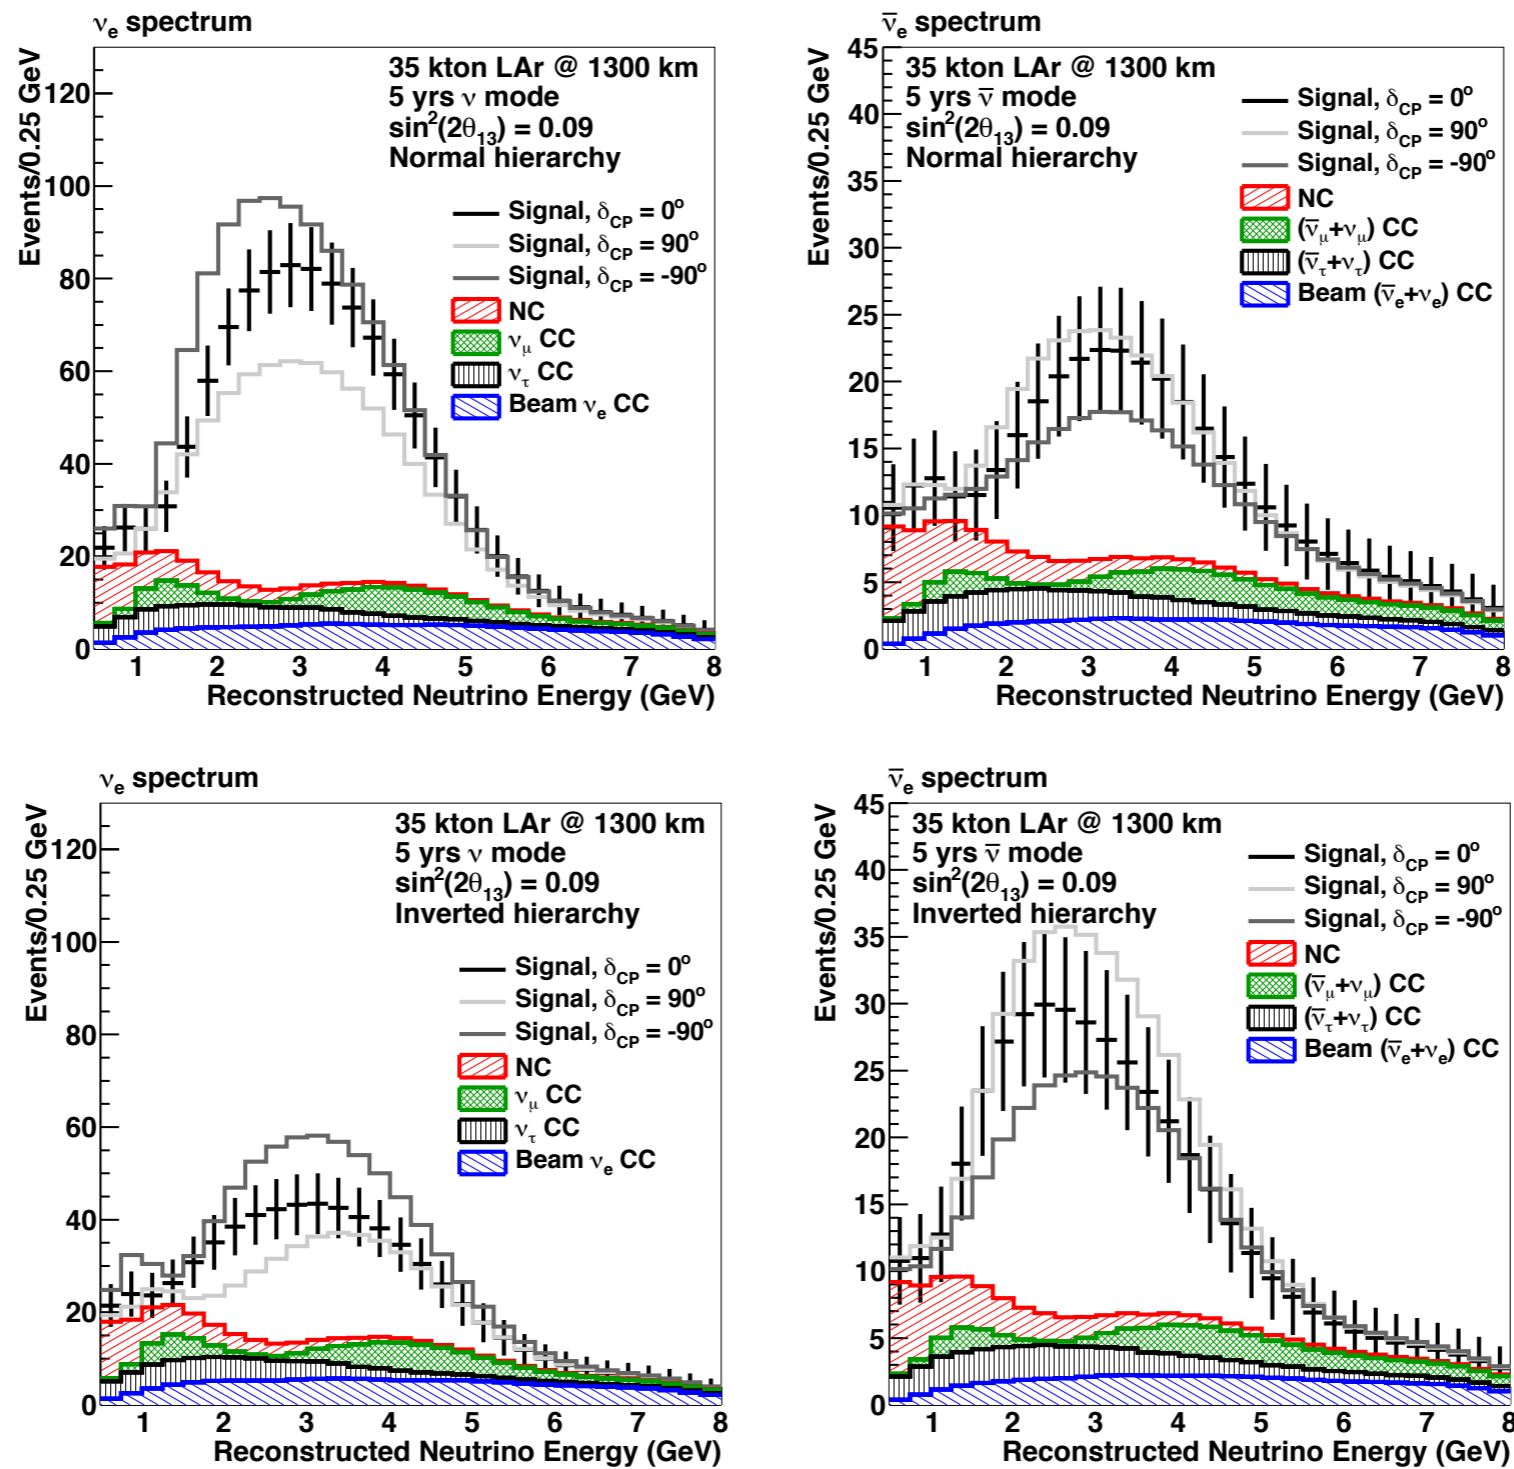 νe spectrum
Events/0.25 GeV
35 kton LAr @ 1300 km
5 yrs ν mode
sin²(2θ₁₃) = 0.09
Normal hierarchy
Signal, δCP = 0°
Signal, δCP = 90°
Signal, δCP = -90°
NC
νμ CC
ντ CC
Beam νe CC
120
100
80
60
40
20
0
1 2 3 4 5 6 7 8
Reconstructed Neutrino Energy (GeV)
ν̄e spectrum
Events/0.25 GeV
35 kton LAr @ 1300 km
5 yrs ν̄ mode
sin²(2θ₁₃) = 0.09
Normal hierarchy
Signal, δCP = 0°
Signal, δCP = 90°
Signal, δCP = -90°
NC
(ν̄μ+νμ) CC
(ν̄τ+ντ) CC
Beam (ν̄e+νe) CC
45
40
35
30
25
20
15
10
5
0
1 2 3 4 5 6 7 8
Reconstructed Neutrino Energy (GeV)
νe spectrum
Events/0.25 GeV
35 kton LAr @ 1300 km
5 yrs ν mode
sin²(2θ₁₃) = 0.09
Inverted hierarchy
Signal, δCP = 0°
Signal, δCP = 90°
Signal, δCP = -90°
NC
νμ CC
ντ CC
Beam νe CC
120
100
80
60
40
20
0
1 2 3 4 5 6 7 8
Reconstructed Neutrino Energy (GeV)
ν̄e spectrum
Events/0.25 GeV
35 kton LAr @ 1300 km
5 yrs ν̄ mode
sin²(2θ₁₃) = 0.09
Inverted hierarchy
Signal, δCP = 0°
Signal, δCP = 90°
Signal, δCP = -90°
NC
(ν̄μ+νμ) CC
(ν̄τ+ντ) CC
Beam (ν̄e+νe) CC
45
40
35
30
25
20
15
10
5
0
1 2 3 4 5 6 7 8
Reconstructed Neutrino Energy (GeV)